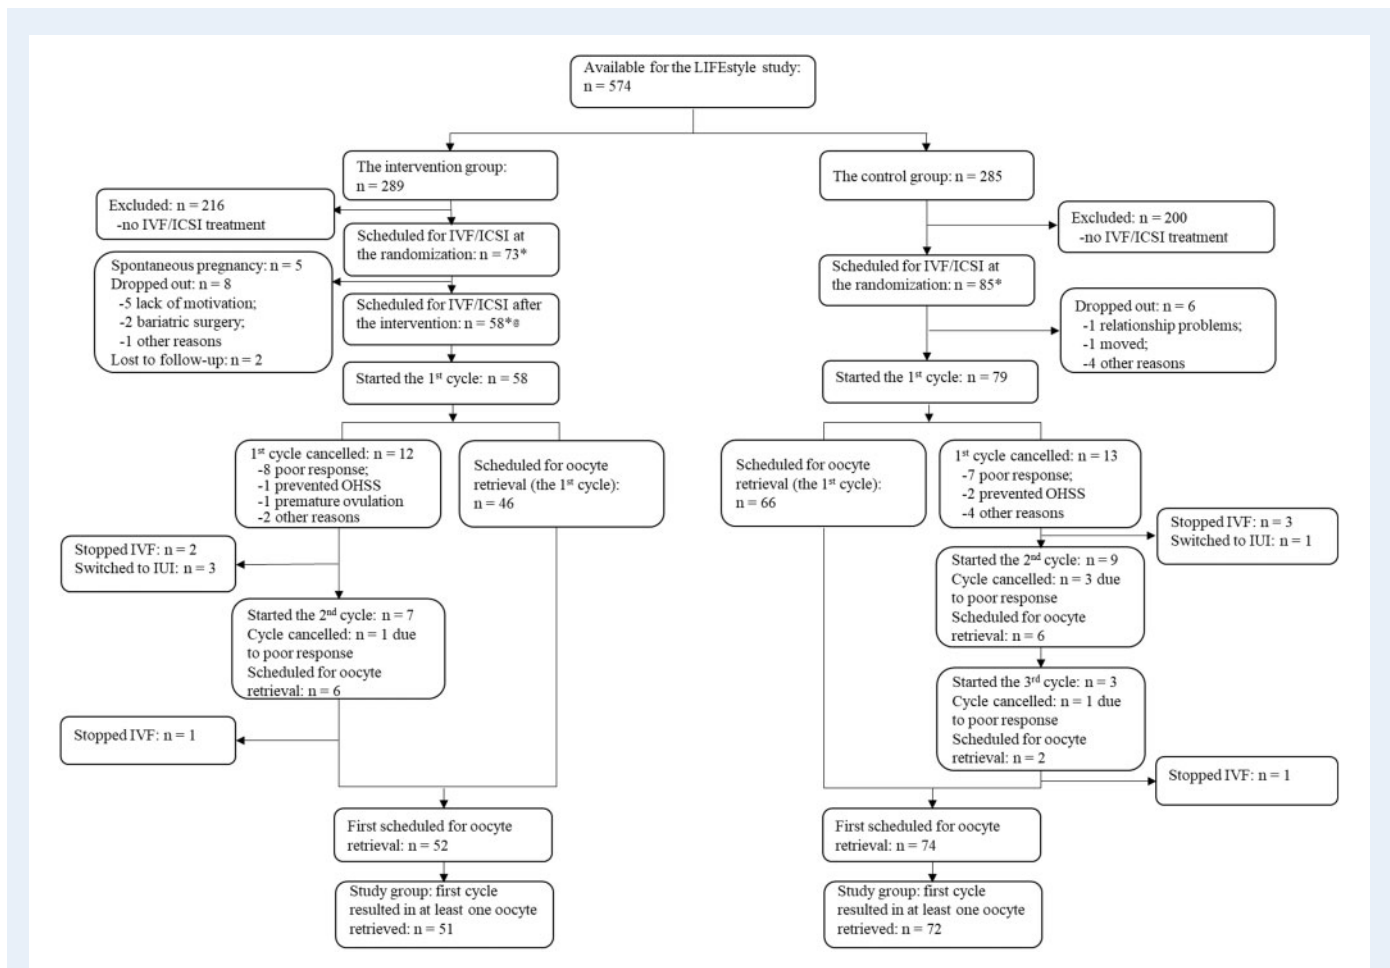 Available for the LIFEstyle study:
n = 574
The intervention group:
n = 289
The control group: n = 285
Excluded: n = 216
-no IVF/ICSI treatment
Excluded: n = 200
-no IVF/ICSI treatment
Scheduled for IVF/ICSI at
the randomization: n = 73*
Scheduled for IVF/ICSI at
the randomization: n = 85*
Spontaneous pregnancy: n = 5
Dropped out: n = 8
-5 lack of motivation;
-2 bariatric surgery;
-1 other reasons
Lost to follow-up: n = 2
Scheduled for IVF/ICSI after
the intervention: n = 58*@
Dropped out: n = 6
-1 relationship problems;
-1 moved;
-4 other reasons
Started the 1st cycle: n = 58
Started the 1st cycle: n = 79
1st cycle cancelled: n = 12
-8 poor response;
-1 prevented OHSS
-1 premature ovulation
-2 other reasons
Scheduled for oocyte
retrieval (the 1st cycle):
n = 46
Scheduled for oocyte
retrieval (the 1st cycle):
n = 66
1st cycle cancelled: n = 13
-7 poor response;
-2 prevented OHSS
-4 other reasons
Stopped IVF: n = 2
Switched to IUI: n = 3
Stopped IVF: n = 3
Switched to IUI: n = 1
Started the 2nd cycle: n = 7
Cycle cancelled: n = 1 due
to poor response
Scheduled for oocyte
retrieval: n = 6
Started the 2nd cycle: n = 9
Cycle cancelled: n = 3 due
to poor response
Scheduled for oocyte
retrieval: n = 6
Started the 3rd cycle: n = 3
Cycle cancelled: n = 1 due
to poor response
Scheduled for oocyte
retrieval: n = 2
Stopped IVF: n = 1
Stopped IVF: n = 1
First scheduled for oocyte
retrieval: n = 52
First scheduled for oocyte
retrieval: n = 74
Study group: first cycle
resulted in at least one oocyte
retrieved: n = 51
Study group: first cycle
resulted in at least one oocyte
retrieved: n = 72